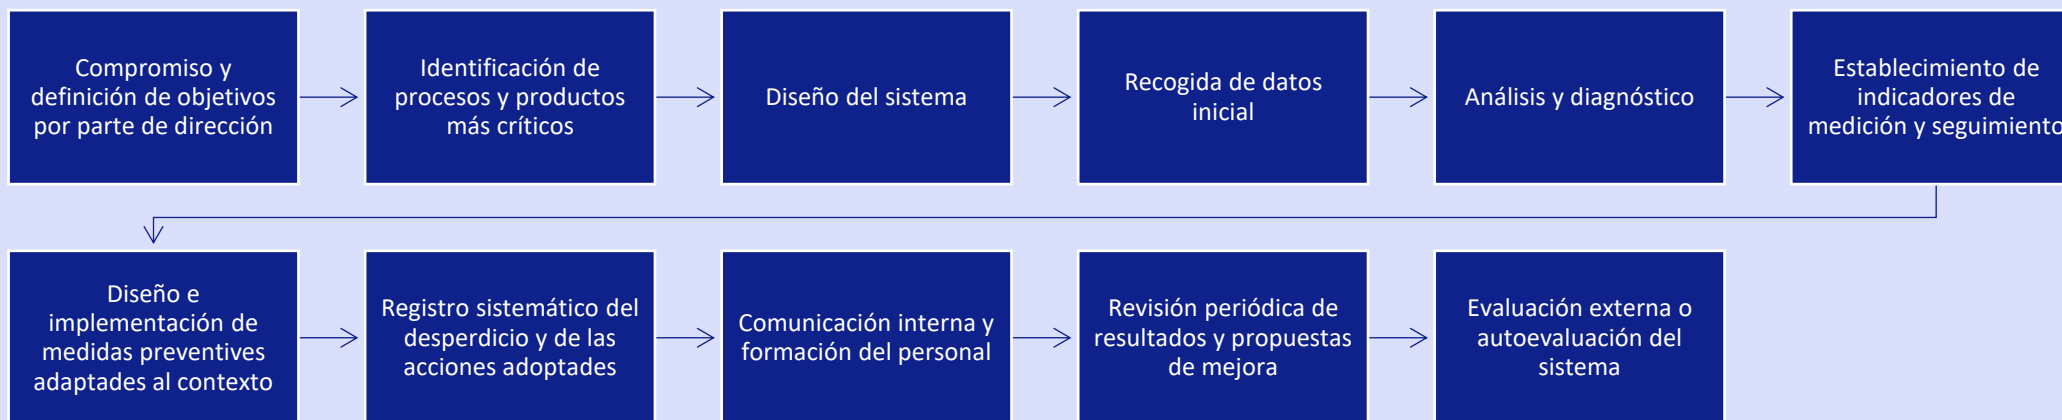 Compromiso y
definición de objetivos
por parte de dirección
Identificación de
procesos y productos
más críticos
Diseño del sistema
Recogida de datos
inicial
Análisis y diagnóstico
Establecimiento de
indicadores de
medición y seguimiento
Diseño e
implementación de
medidas preventives
adaptades al contexto
Registro sistemático del
desperdicio y de las
acciones adoptades
Comunicación interna y
formación del personal
Revisión periódica de
resultados y propuestas
de mejora
Evaluación externa o
autoevaluación del
sistema